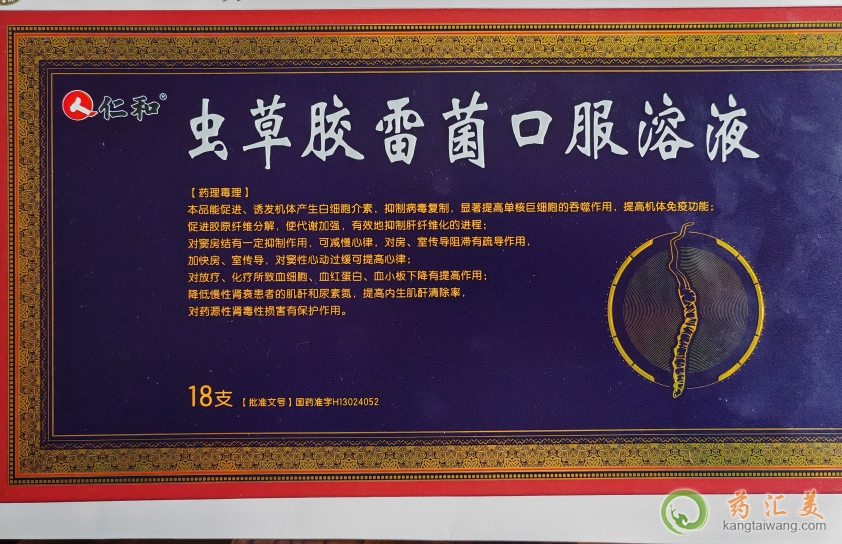 仁和®
虫草胶雷菌口服溶液
【药理毒理】
本品能促进、诱发机体产生白细胞介素，抑制病毒复制，显著提高单核巨细胞的吞噬作用，提高机体免疫功能；
促进胶原纤维分解，使代谢加强，有效地抑制肝纤维化的进程；
对窦房结有一定抑制作用，可减慢心律，对房、室传导阻滞有疏导作用，
加快房、室传导，对窦性心动过缓可提高心律；
对放疗、化疗所致血细胞、血红蛋白、血小板下降有提高作用；
降低慢性肾衰患者的肌酐和尿素氮，提高内生肌酐清除率，
对药源性肾毒性损害有保护作用。
18支 【批准文号】国药准字H13024052
药汇美
kangtaiwang.com